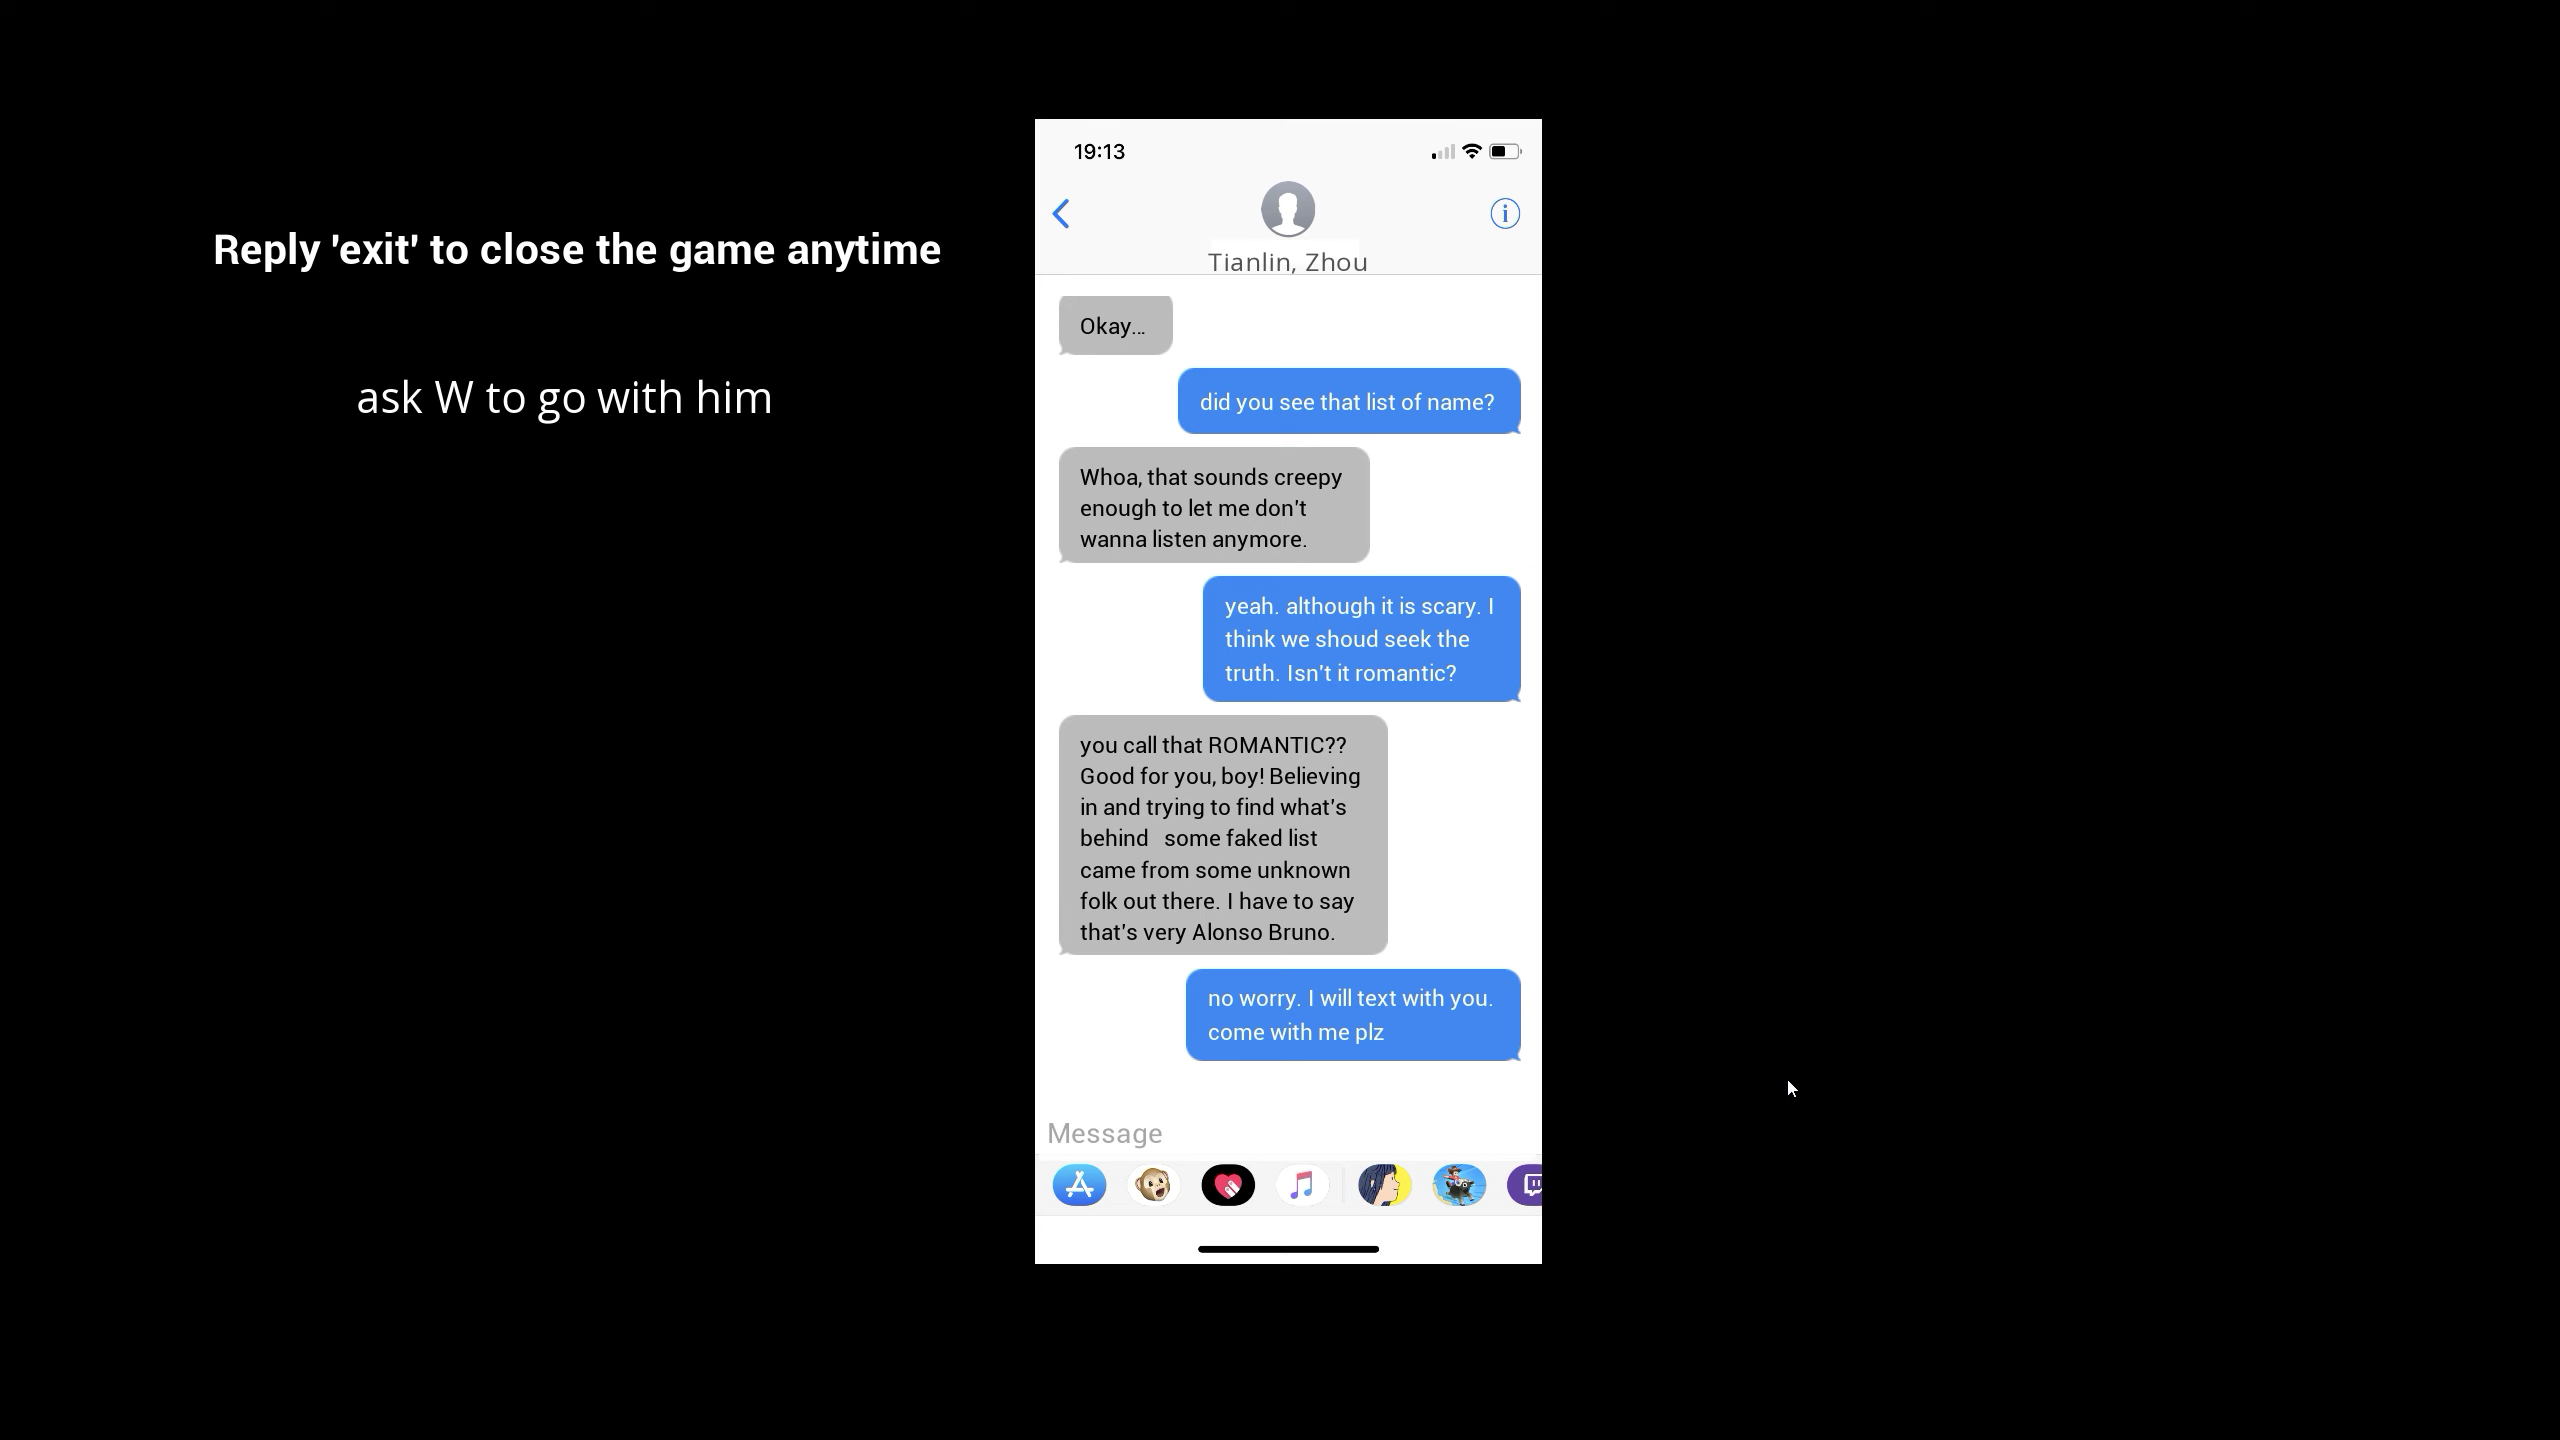 Reply 'exit' to close the game anytime
ask W to go with him
19:13
Tianlin, Zhou
Okay...
did you see that list of name?
Whoa, that sounds creepy
enough to let me don't
wanna listen anymore.
yeah. although it is scary. I
think we shoud seek the
truth. Isn't it romantic?
you call that ROMANTIC??
Good for you, boy! Believing
in and trying to find what's
behind   some faked list
came from some unknown
folk out there. I have to say
that's very Alonso Bruno.
no worry. I will text with you.
come with me plz
Message